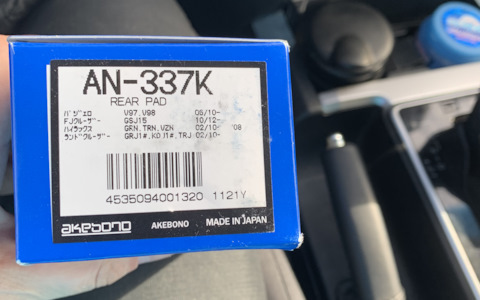 AN-337K
REAR PAD
パジェロ V97,V98 06/10-
FJクルーザー GSJ15 10/12-
ハイラックス GRN,TRN,VZN 02/10- '08
ランドクルーザー GRJ1#,KDJ1#,TRJ 02/10-
4535094001320 1121Y
akebono AKEBONO MADE IN JAPAN